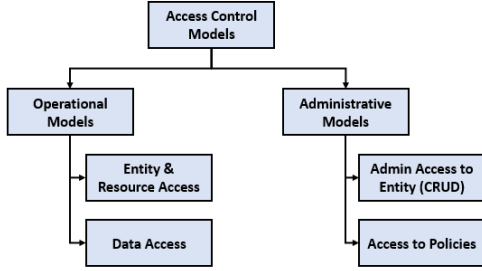 Access Control
Models
Operational
Models
Administrative
Models
Entity &
Resource Access
Admin Access to
Entity (CRUD)
Data Access
Access to Policies